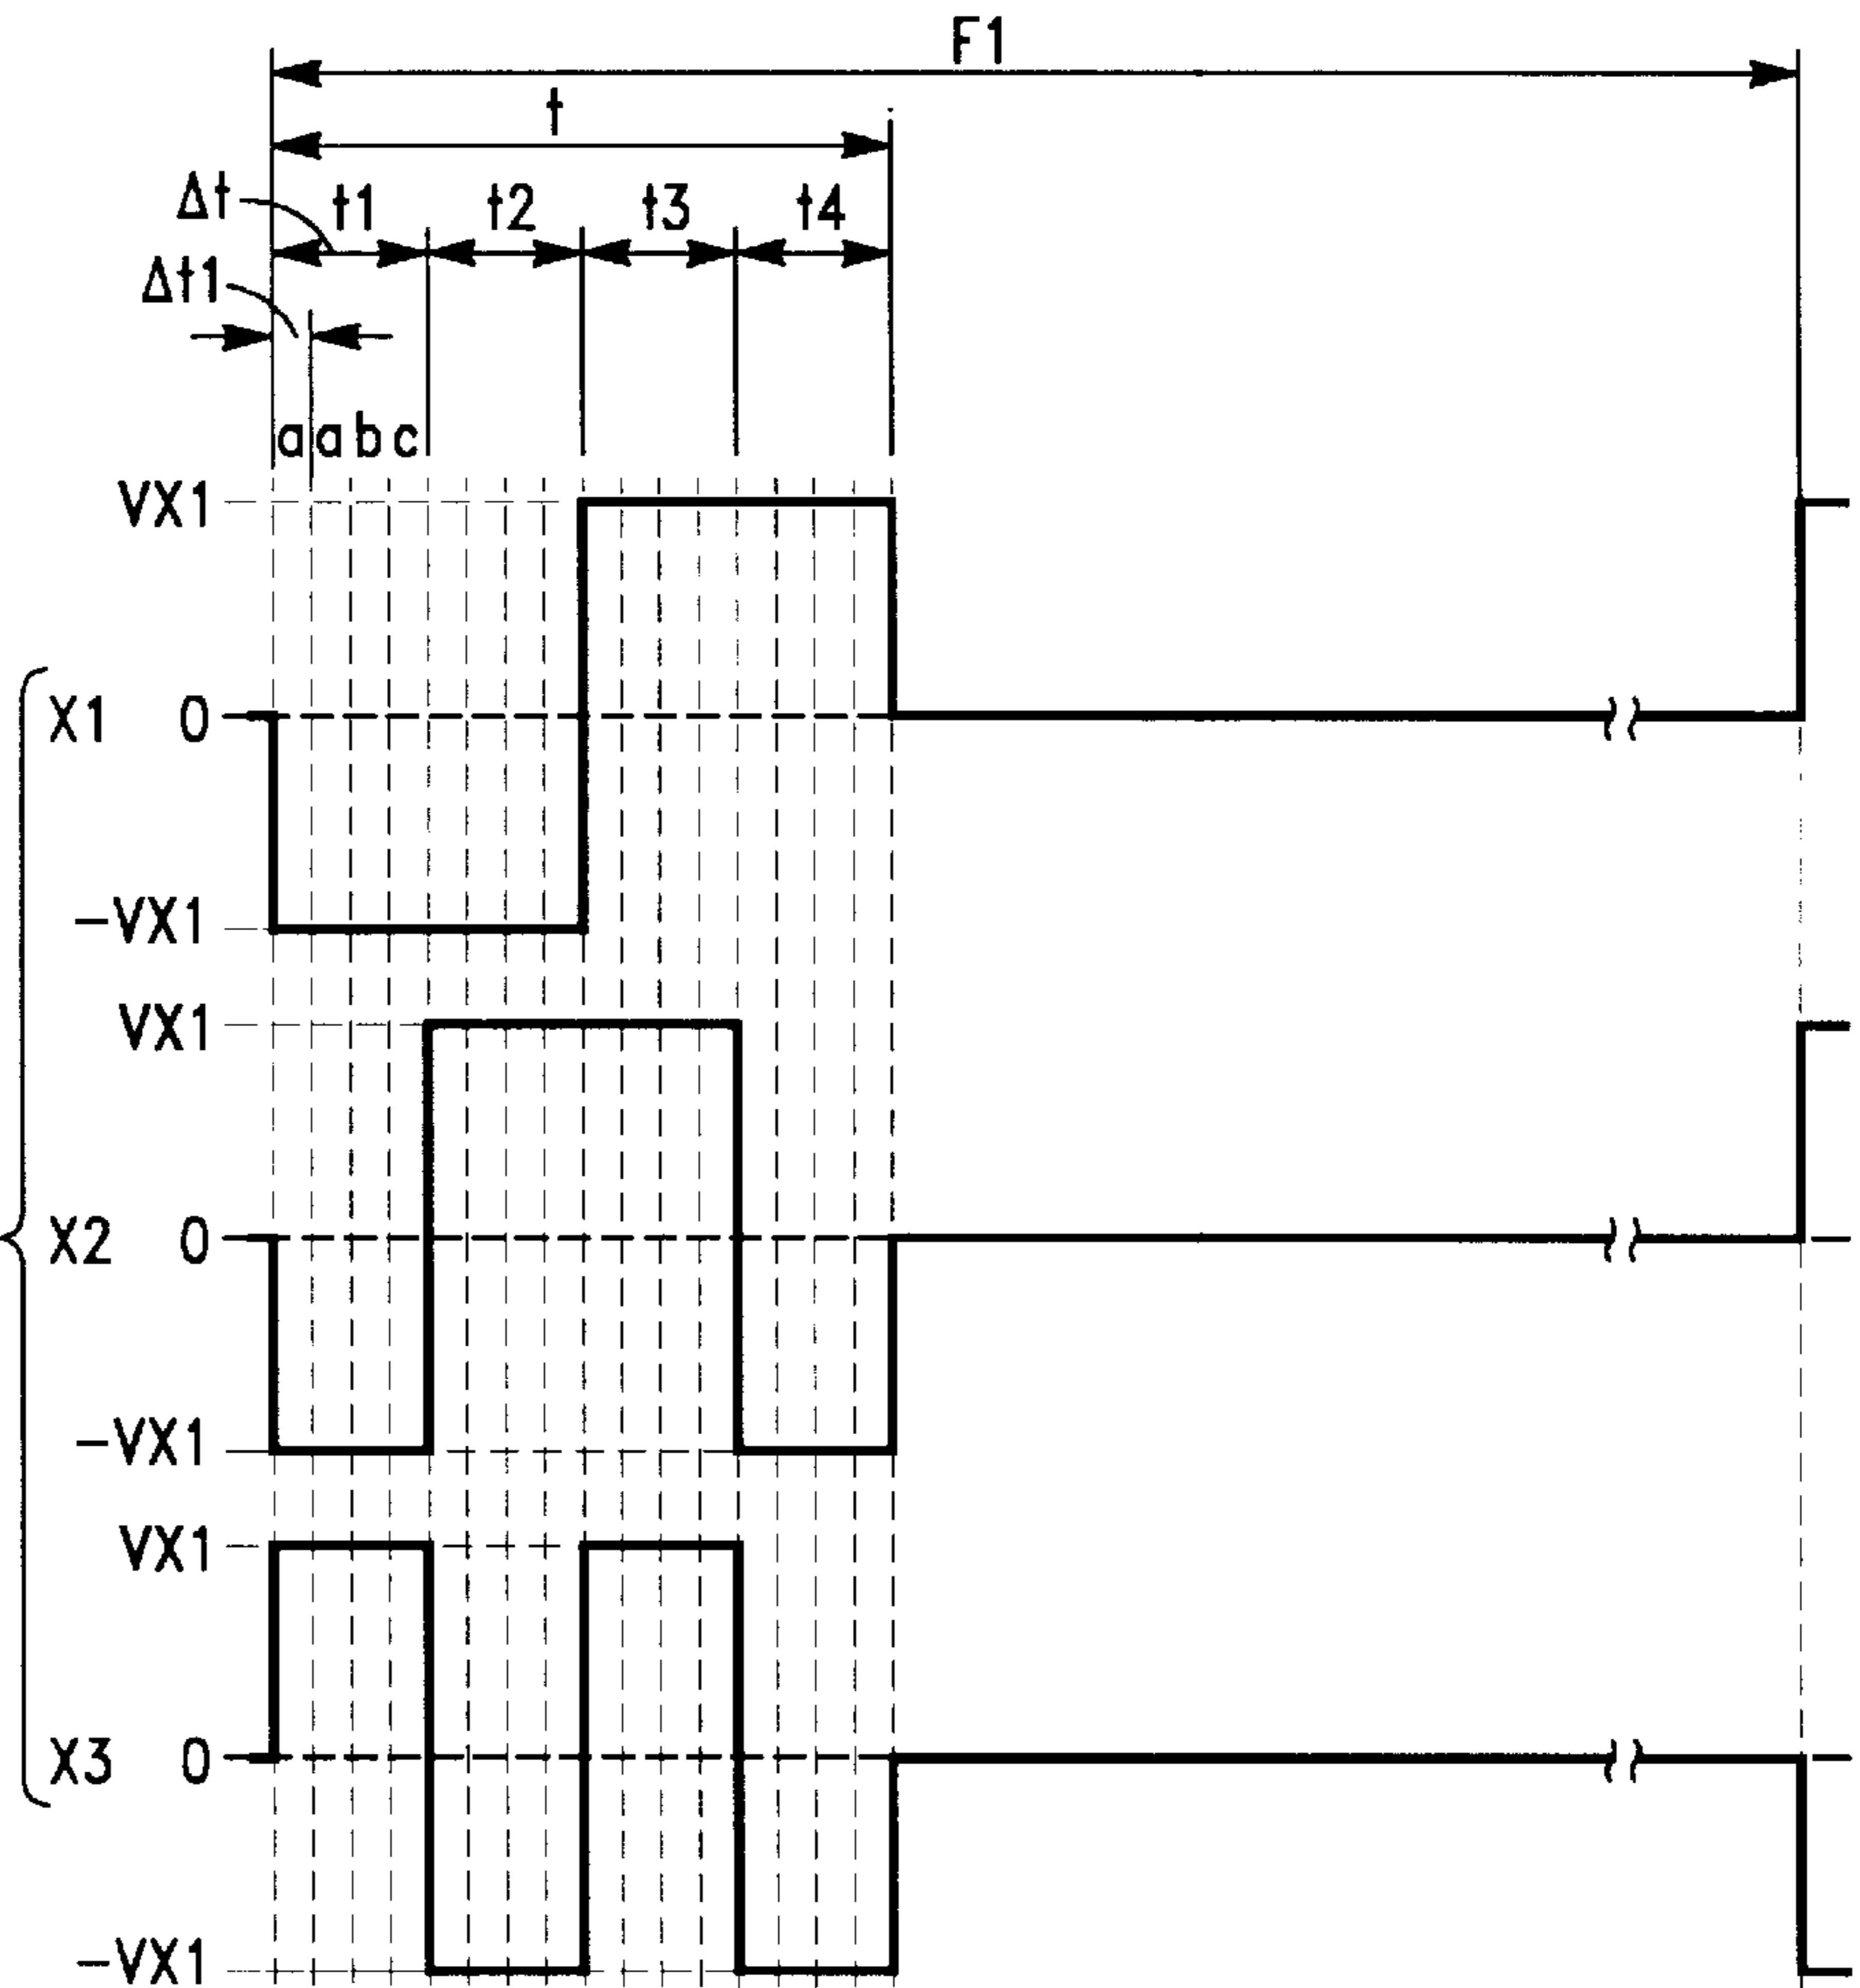 F1
t
Δt t1 t2 t3 t4
Δt1
a a b c
VX1
X1 0
-VX1
VX1
X2 0
-VX1
VX1
X3 0
-VX1